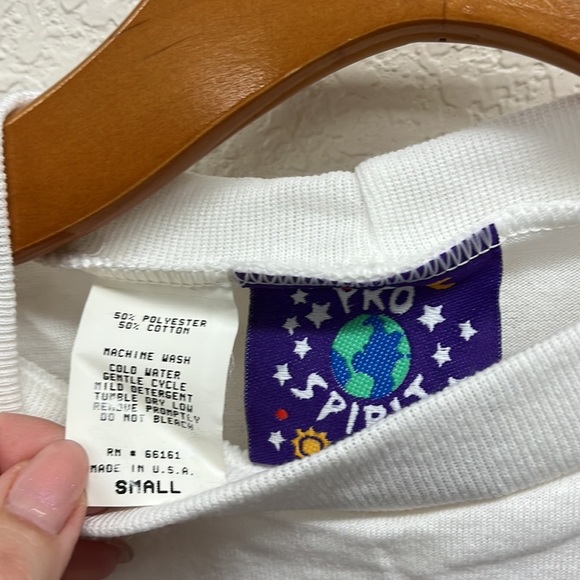 50% POLYESTER
50% COTTON
MACHINE WASH
COLD WATER
GENTLE CYCLE
MILD DETERGENT
TUMBLE DRY LOW
REMOVE PROMPTLY
DO NOT BLEACH
RN # 66161
MADE IN U.S.A.
SMALL
PRO
SPIRIT